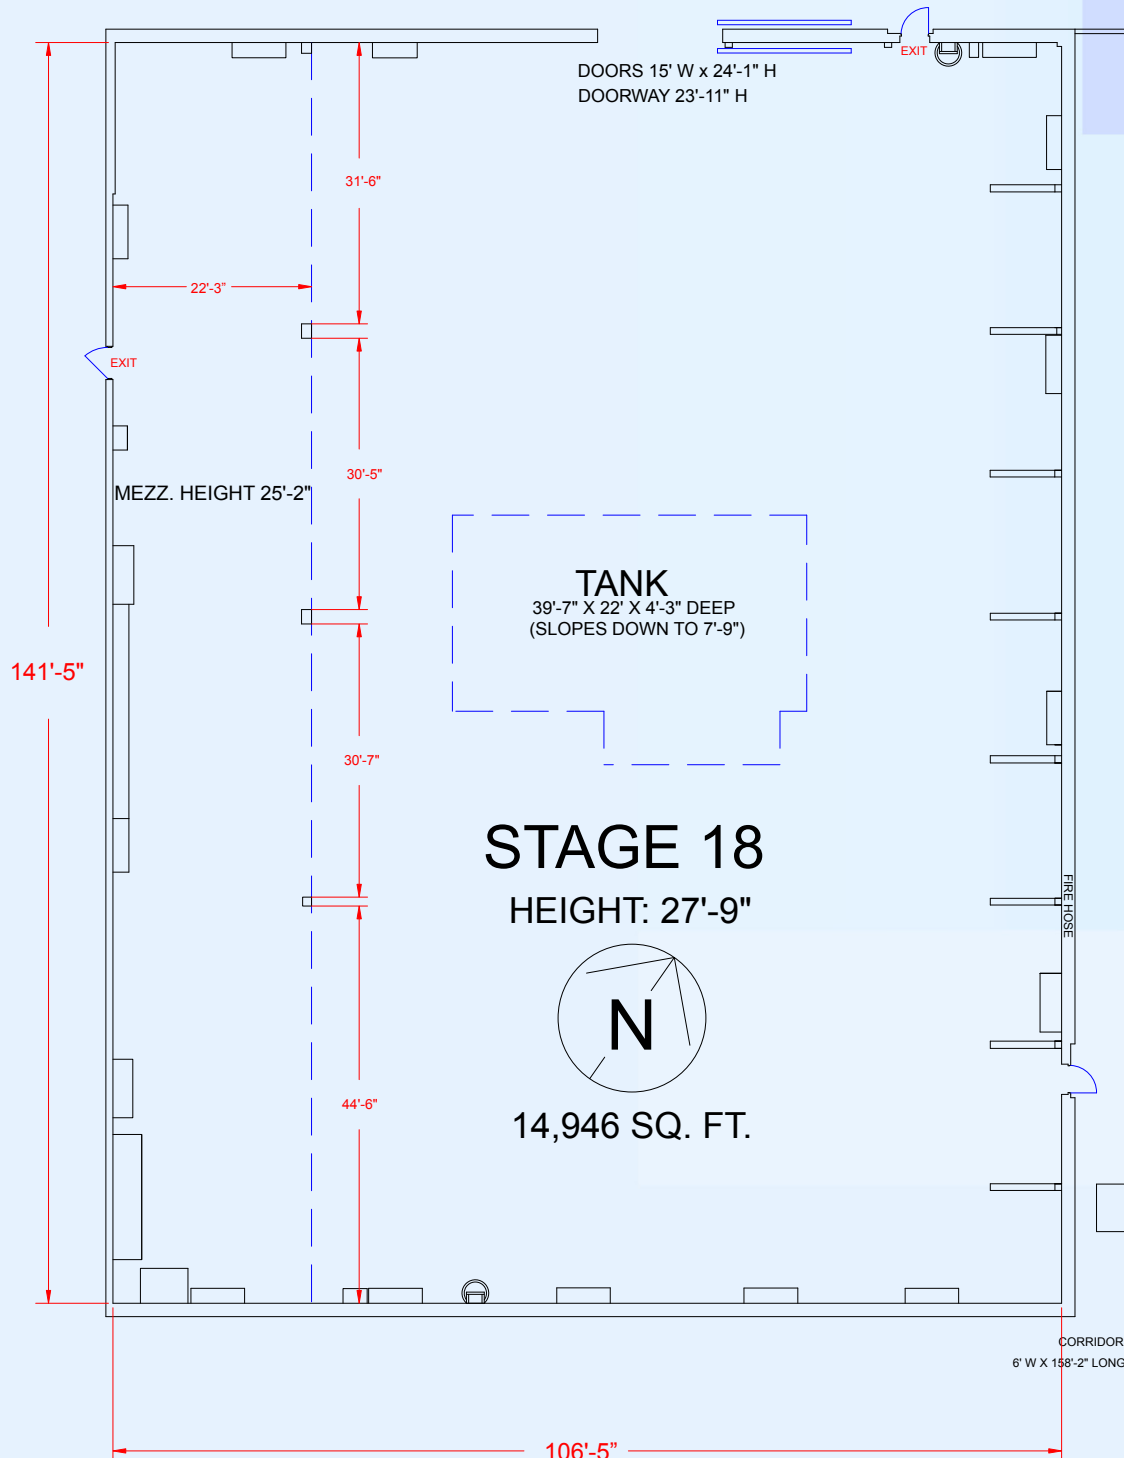 EXIT
DOORS 15' W x 24'-1" H
DOORWAY 23'-11" H
31'-6"
22'-3"
EXIT
30'-5"
MEZZ. HEIGHT 25'-2"
TANK
39'-7" X 22' X 4'-3" DEEP
(SLOPES DOWN TO 7'-9")
141'-5"
30'-7"
STAGE 18
HEIGHT: 27'-9"
FIRE HOSE
N
44'-6"
14,946 SQ. FT.
CORRIDOR
6' W X 158'-2" LONG
106'-5”